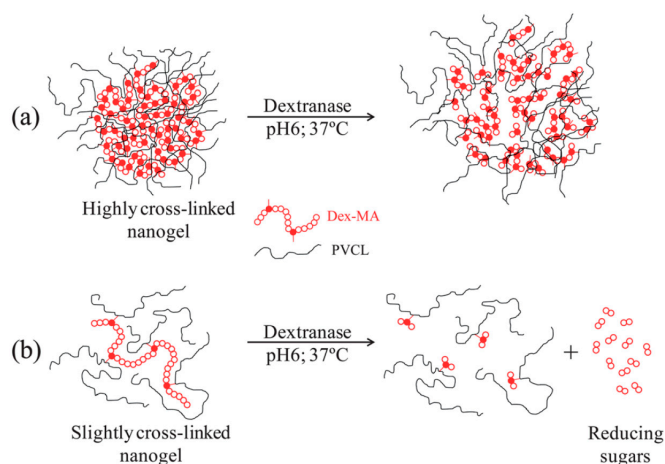 (a)
Dextranase
pH6; 37ºC
Highly cross-linked
nanogel
Dex-MA
PVCL
(b)
Dextranase
pH6; 37ºC
+
Slightly cross-linked
nanogel
Reducing
sugars